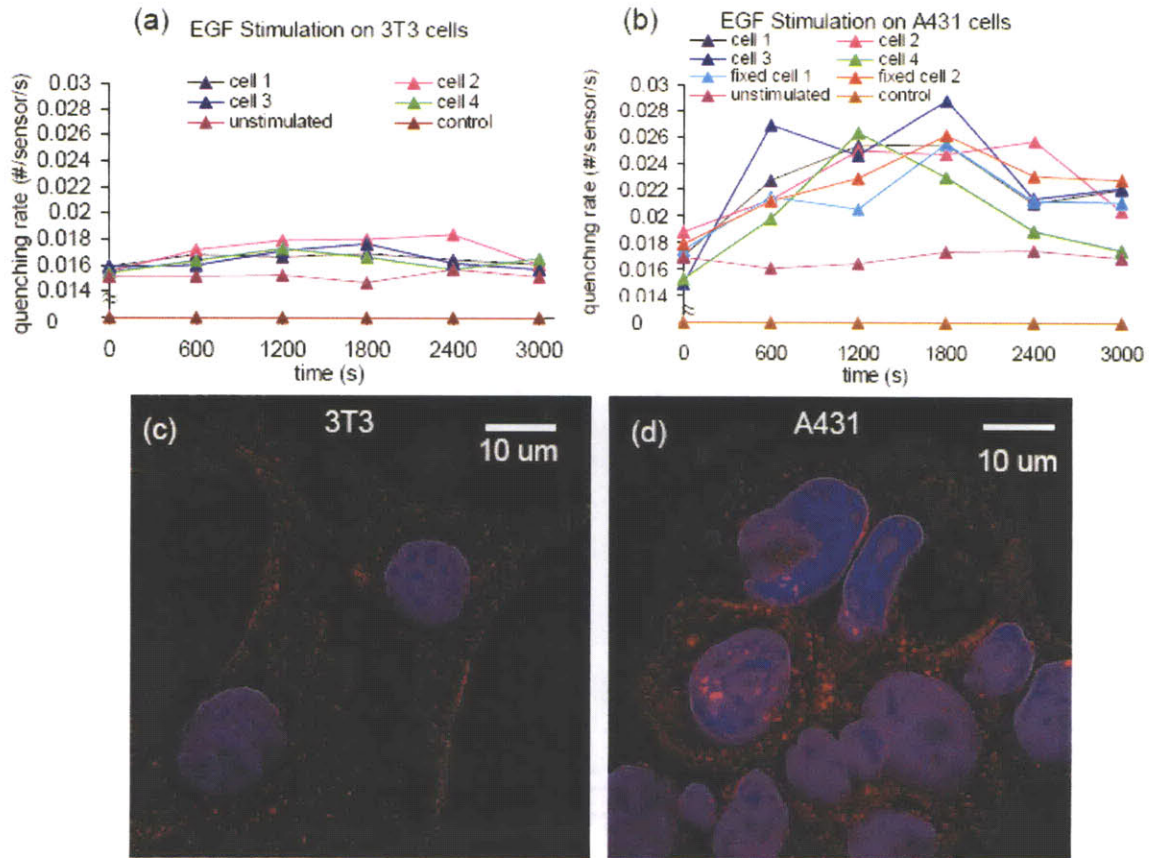 (a)
EGF Stimulation on 3T3 cells
cell 1
cell 2
cell 3
cell 4
unstimulated
control
quenching rate (#/sensor/s)
0.03
0.028
0.026
0.024
0.022
0.02
0.018
0.016
0.014
0
0 600 1200 1800 2400 3000
time (s)
(b)
EGF Stimulation on A431 cells
cell 1
cell 2
cell 3
cell 4
fixed cell 1
fixed cell 2
unstimulated
control
quenching rate (#/sensor/s)
0.03
0.028
0.026
0.024
0.022
0.02
0.018
0.016
0.014
0
0 600 1200 1800 2400 3000
time (s)
(c)
3T3
10 um
(d)
A431
10 um